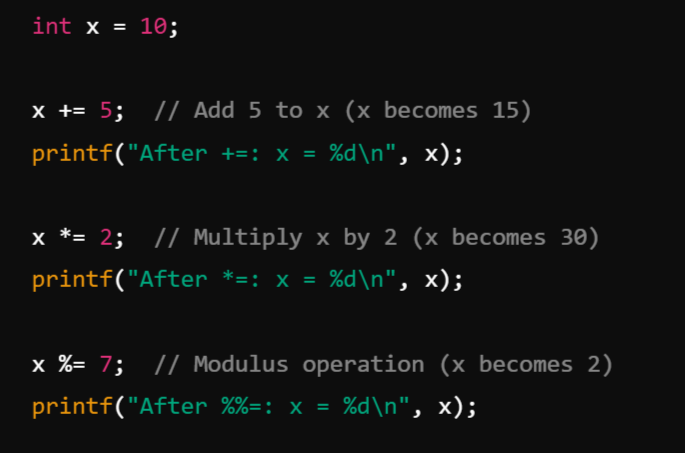 int x = 10;
x += 5;  // Add 5 to x (x becomes 15)
printf("After +=: x = %d\n", x);
x *= 2;  // Multiply x by 2 (x becomes 30)
printf("After *=: x = %d\n", x);
x %= 7;  // Modulus operation (x becomes 2)
printf("After %%=: x = %d\n", x);